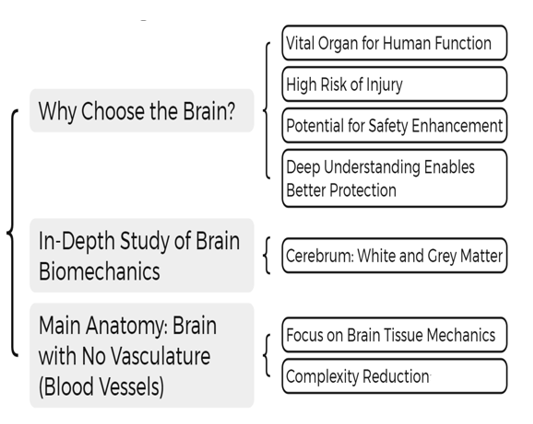 Why Choose the Brain?
Vital Organ for Human Function
High Risk of Injury
Potential for Safety Enhancement
Deep Understanding Enables
Better Protection
In-Depth Study of Brain
Biomechanics
Cerebrum: White and Grey Matter
Main Anatomy: Brain
with No Vasculature
(Blood Vessels)
Focus on Brain Tissue Mechanics
Complexity Reduction